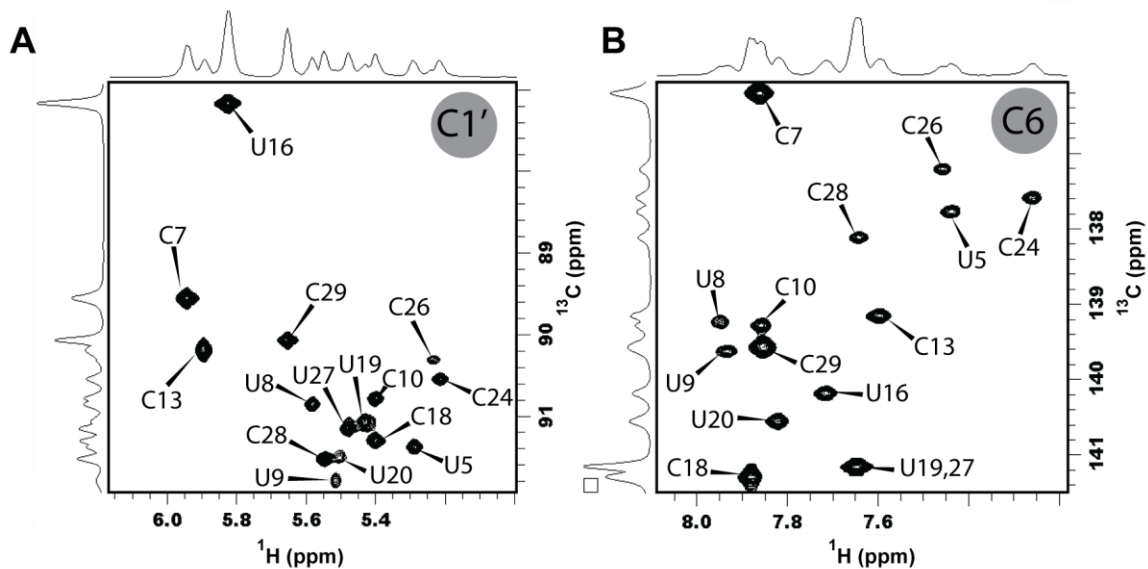 A
C1′
U16
C7
C29
C26
C13
U8
U27
U19
C10
C24
C28
C18
U9
U20
U5
89
90
91
¹³C (ppm)
6.0 5.8 5.6 5.4
¹H (ppm)
B
C6
C7
C26
C28
C24
U5
U8
C10
C13
U9
C29
U16
U20
C18
U19,27
138
139
140
141
¹³C (ppm)
8.0 7.8 7.6
¹H (ppm)